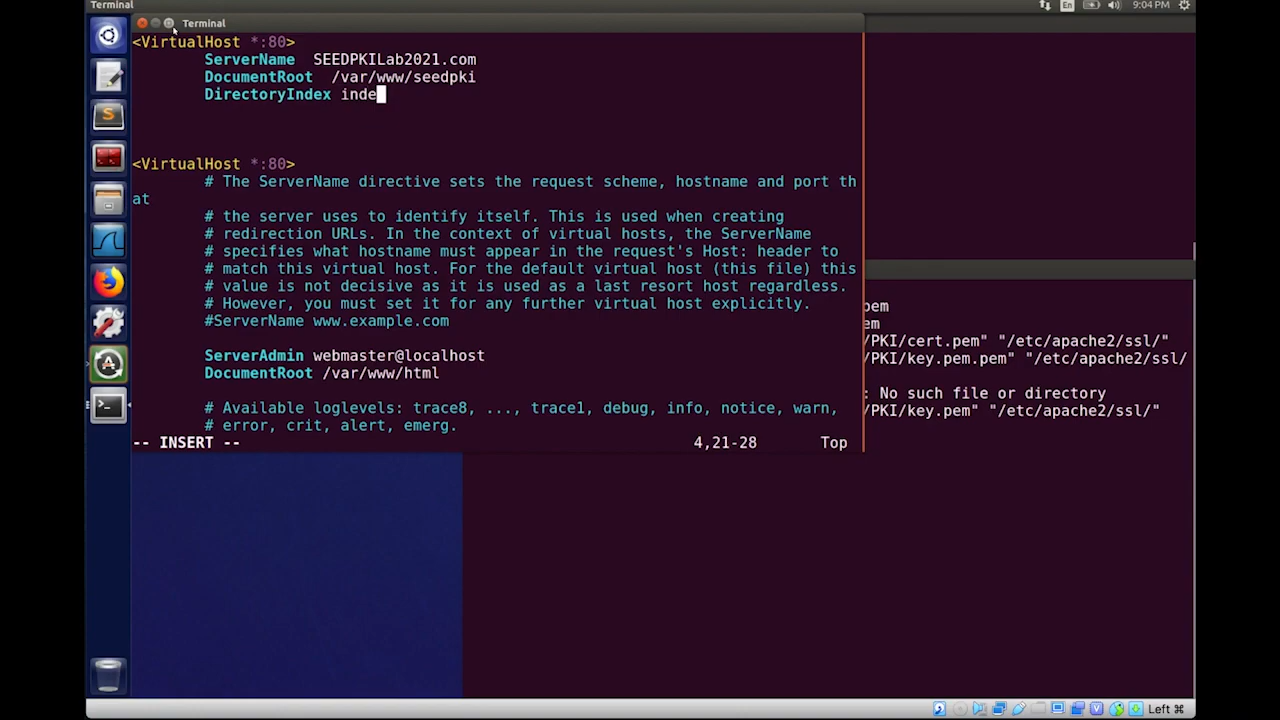 Terminal
En
9:04 PM
Terminal
<VirtualHost *:80>
ServerName SEEDPKILab2021.com
DocumentRoot /var/www/seedpki
DirectoryIndex inde
<VirtualHost *:80>
# The ServerName directive sets the request scheme, hostname and port th
at
# the server uses to identify itself. This is used when creating
# redirection URLs. In the context of virtual hosts, the ServerName
# specifies what hostname must appear in the request's Host: header to
# match this virtual host. For the default virtual host (this file) this
# value is not decisive as it is used as a last resort host regardless.
# However, you must set it for any further virtual host explicitly.
#ServerName www.example.com
ServerAdmin webmaster@localhost
DocumentRoot /var/www/html
# Available loglevels: trace8, ..., trace1, debug, info, notice, warn,
# error, crit, alert, emerg.
-- INSERT -- 4,21-28 Top
pem
em
/PKI/cert.pem" "/etc/apache2/ssl/"
/PKI/key.pem.pem" "/etc/apache2/ssl/
: No such file or directory
/PKI/key.pem" "/etc/apache2/ssl/"
Left ⌘